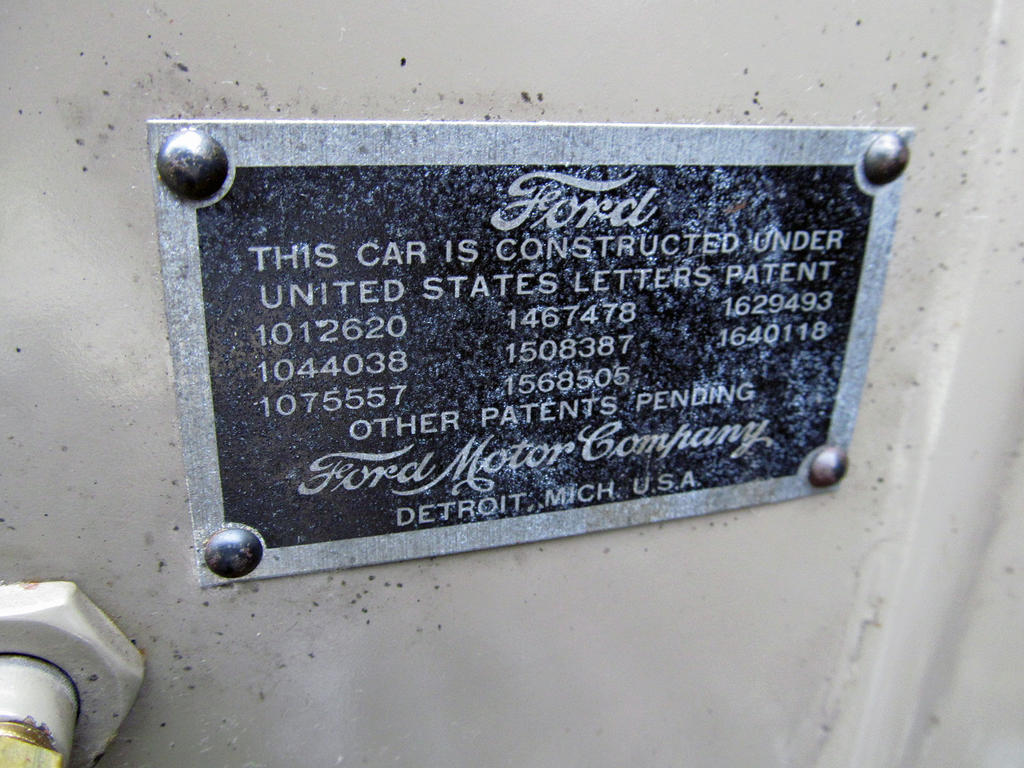 Ford
THIS CAR IS CONSTRUCTED UNDER
UNITED STATES LETTERS PATENT
1012620 1467478 1629493
1044038 1508387 1640118
1075557 1568505
OTHER PATENTS PENDING
Ford Motor Company
DETROIT, MICH. U.S.A.